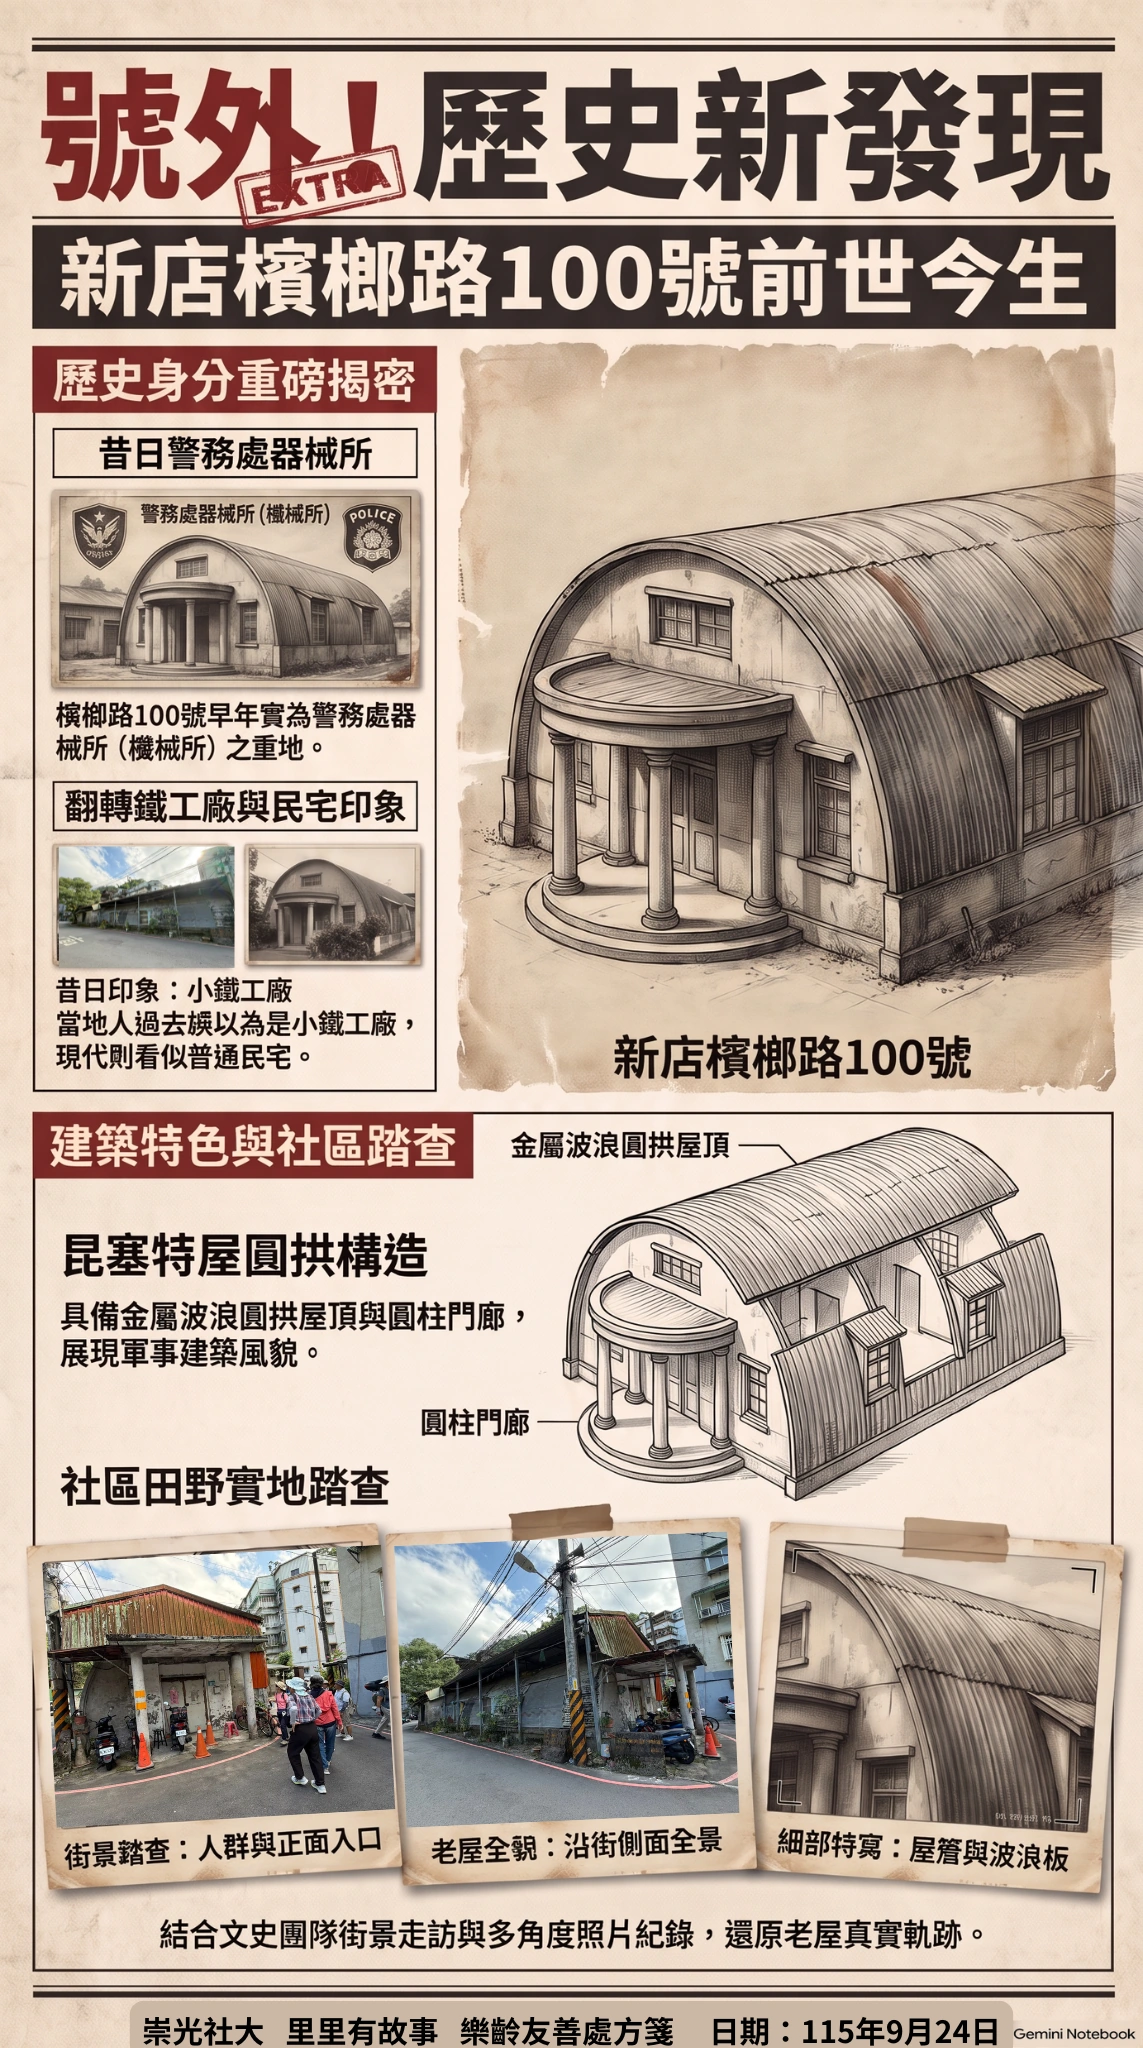 號外！歷史新發現
EXTRA
新店檳榔路100號前世今生
歷史身分重磅揭密
昔日警務處器械所
警務處器械所 (機械所)
POLICE
檳榔路100號早年實為警務處器
械所（機械所）之重地。
翻轉鐵工廠與民宅印象
昔日印象：小鐵工廠
當地人過去誤以為是小鐵工廠，
現代則看似普通民宅。
新店檳榔路100號
建築特色與社區踏查
金屬波浪圓拱屋頂
昆塞特屋圓拱構造
具備金屬波浪圓拱屋頂與圓柱門廊，
展現軍事建築風貌。
圓柱門廊
社區田野實地踏查
街景踏查：人群與正面入口
老屋全貌：沿街側面全景
細部特寫：屋簷與波浪板
結合文史團隊街景走訪與多角度照片紀錄，還原老屋真實軌跡。
崇光社大 里里有故事 樂齡友善處方箋 日期：115年9月24日
Gemini Notebook